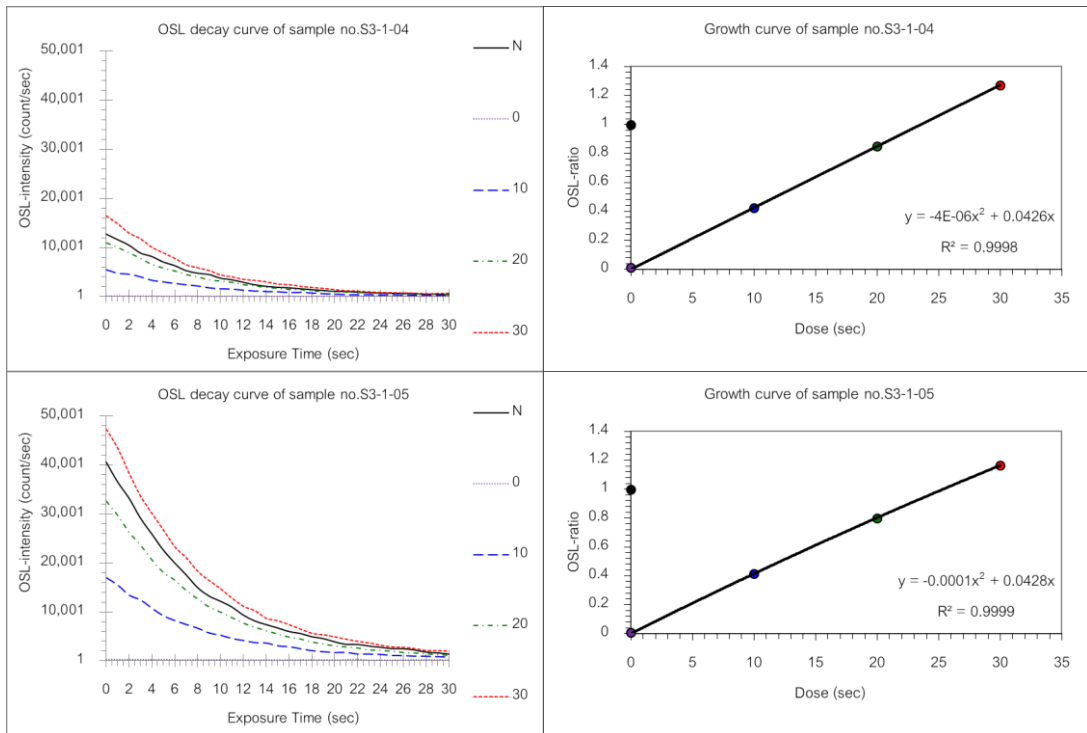 OSL decay curve of sample no.S3-1-04
50,001
40,001
30,001
20,001
10,001
1
OSL-intensity (count/sec)
0 2 4 6 8 10 12 14 16 18 20 22 24 26 28 30
Exposure Time (sec)
N
0
10
20
30
Growth curve of sample no.S3-1-04
1.4
1.2
1
0.8
0.6
0.4
0.2
0
OSL-ratio
y = -4E-06x² + 0.0426x
R² = 0.9998
0 5 10 15 20 25 30 35
Dose (sec)
OSL decay curve of sample no.S3-1-05
50,001
40,001
30,001
20,001
10,001
1
OSL-intensity (count/sec)
0 2 4 6 8 10 12 14 16 18 20 22 24 26 28 30
Exposure Time (sec)
N
0
10
20
30
Growth curve of sample no.S3-1-05
1.4
1.2
1
0.8
0.6
0.4
0.2
0
OSL-ratio
y = -0.0001x² + 0.0428x
R² = 0.9999
0 5 10 15 20 25 30 35
Dose (sec)